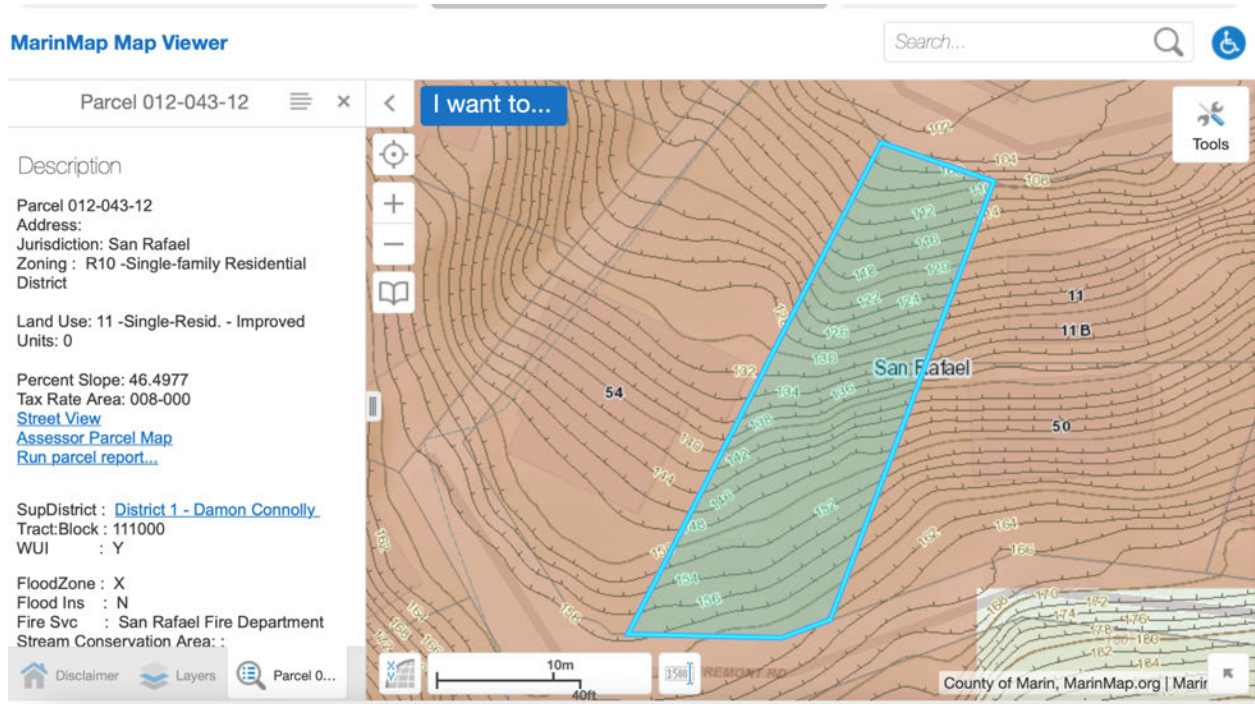 MarinMap Map Viewer
Search...
Parcel 012-043-12
I want to...
Tools
Description
Parcel 012-043-12
Address:
Jurisdiction: San Rafael
Zoning : R10 -Single-family Residential
District
Land Use: 11 -Single-Resid. - Improved
Units: 0
Percent Slope: 46.4977
Tax Rate Area: 008-000
Street View
Assessor Parcel Map
Run parcel report...
SupDistrict : District 1 - Damon Connolly
Tract:Block : 111000
WUI : Y
FloodZone : X
Flood Ins : N
Fire Svc : San Rafael Fire Department
Stream Conservation Area: :
Disclaimer
Layers
Parcel 0...
102
104
108
112
116
118
120
122
124
126
130
132
134
136
138
140
142
144
146
148
152
154
156
158
162
164
166
168
170
172
174
176
178
180
182
184
San Rafael
11
11 B
54
50
10m
40ft
1500
County of Marin, MarinMap.org | Marin